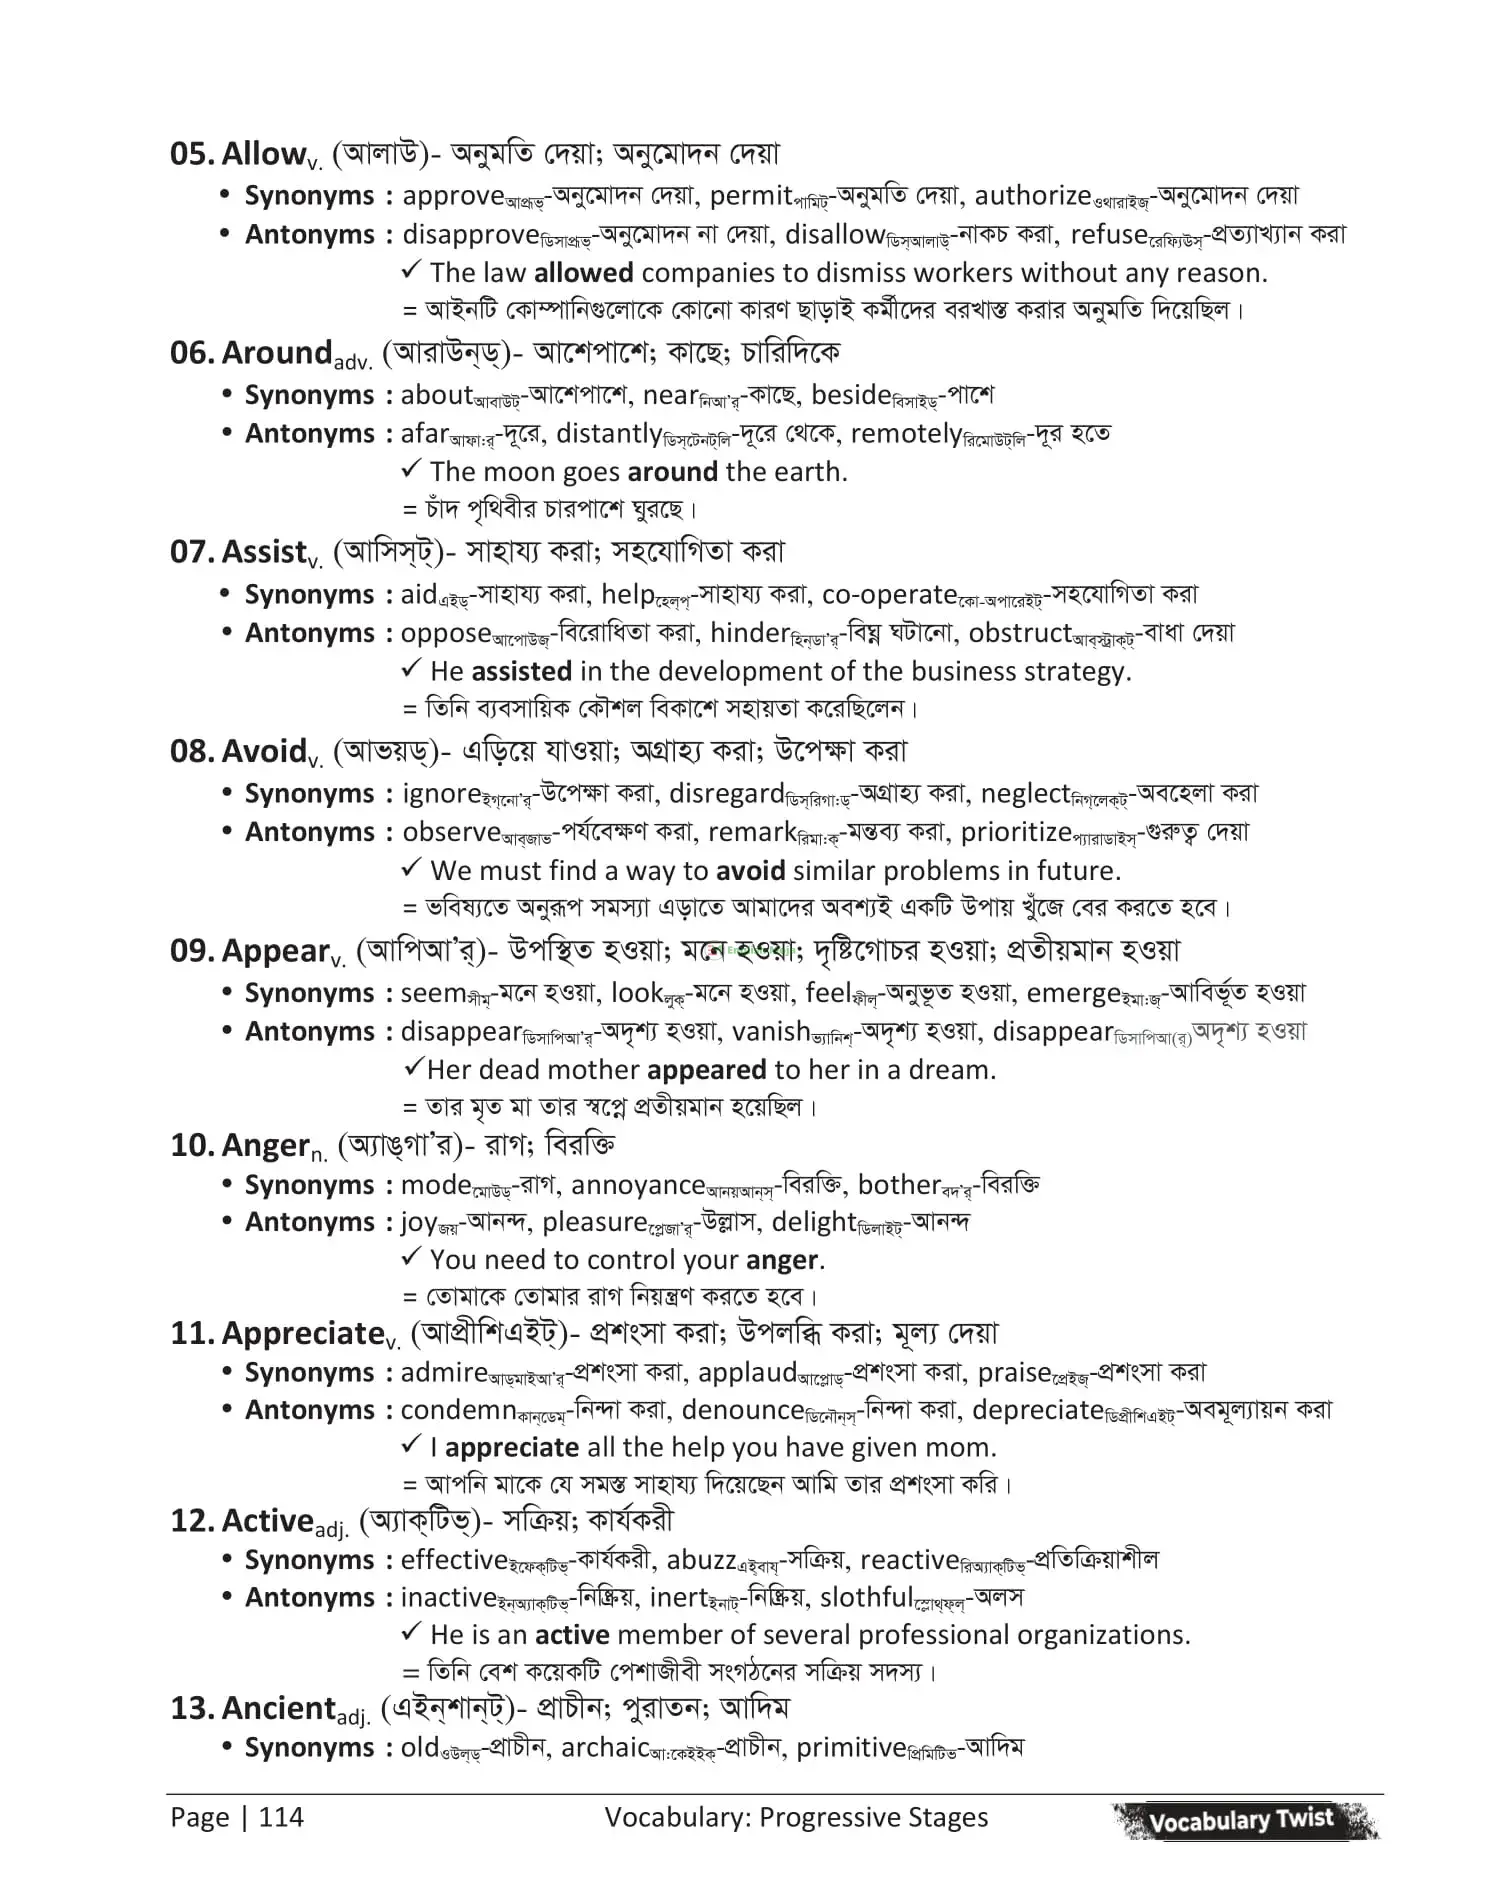 05. Allow v. (আলাউ)- অনুমতি দেয়া; অনুমোদন দেয়া
• Synonyms : approve আপ্রূভ্-অনুমোদন দেয়া, permit পামিট্-অনুমতি দেয়া, authorize ওথারাইজ্-অনুমোদন দেয়া
• Antonyms : disapprove ডিসাপ্রূভ্-অনুমোদন না দেয়া, disallow ডিস্আলাউ্-নাকচ করা, refuse রেফ্যিউস্-প্রত্যাখ্যান করা
✓ The law allowed companies to dismiss workers without any reason.
= আইনটি কোম্পানিগুলোকে কোনো কারণ ছাড়াই কর্মীদের বরখাস্ত করার অনুমতি দিয়েছিল।
06. Around adv. (আরাউন্ড্)- আশেপাশে; কাছে; চারিদিকে
• Synonyms : about আবাউট্-আশেপাশে, near নিআ'র্-কাছে, beside বিসাইড্-পাশে
• Antonyms : afar আফা:র্-দূরে, distantly ডিস্টেনট্লি-দূরে থেকে, remotely রিমোউট্লি-দূর হতে
✓ The moon goes around the earth.
= চাঁদ পৃথিবীর চারপাশে ঘুরছে।
07. Assist v. (আসিস্ট্)- সাহায্য করা; সহযোগিতা করা
• Synonyms : aid এইড্-সাহায্য করা, help হেল্প্-সাহায্য করা, co-operate কো-অপারেইট্-সহযোগিতা করা
• Antonyms : oppose আপোউজ্-বিরোধিতা করা, hinder হিন্ডা'র্-বিঘ্ন ঘটানো, obstruct আব্স্ট্রাক্ট্-বাধা দেয়া
✓ He assisted in the development of the business strategy.
= তিনি ব্যবসায়িক কৌশল বিকাশে সহায়তা করেছিলেন।
08. Avoid v. (আভয়ড্)- এড়িয়ে যাওয়া; অগ্রাহ্য করা; উপেক্ষা করা
• Synonyms : ignore ইগ্নো'র্-উপেক্ষা করা, disregard ডিস্রিগা:ড্-অগ্রাহ্য করা, neglect নিগ্লেক্ট্-অবহেলা করা
• Antonyms : observe আব্জাভ-পর্যবেক্ষণ করা, remark রিমা:ক্-মন্তব্য করা, prioritize প্যারাডাইস্-গুরুত্ব দেয়া
✓ We must find a way to avoid similar problems in future.
= ভবিষ্যতে অনুরূপ সমস্যা এড়াতে আমাদের অবশ্যই একটি উপায় খুঁজে বের করতে হবে।
09. Appear v. (আপিআ'র্)- উপস্থিত হওয়া; মনে হওয়া; দৃষ্টিগোচর হওয়া; প্রতীয়মান হওয়া
• Synonyms : seem সীম্-মনে হওয়া, look লুক্-মনে হওয়া, feel ফীল্-অনুভূত হওয়া, emerge ইমা:জ্-আবির্ভূত হওয়া
• Antonyms : disappear ডিসাপিআ'র্-অদৃশ্য হওয়া, vanish ভ্যানিশ্-অদৃশ্য হওয়া, disappear ডিসাপিআ(র্)অদৃশ্য হওয়া
✓Her dead mother appeared to her in a dream.
= তার মৃত মা তার স্বপ্নে প্রতীয়মান হয়েছিল।
10. Anger n. (অ্যাঙ্গা'র)- রাগ; বিরক্তি
• Synonyms : mode মোউড্-রাগ, annoyance আনয়আন্স্-বিরক্তি, bother বদ'র্-বিরক্তি
• Antonyms : joy জয়-আনন্দ, pleasure প্লেজা'র্-উল্লাস, delight ডিলাইট্-আনন্দ
✓ You need to control your anger.
= তোমাকে তোমার রাগ নিয়ন্ত্রণ করতে হবে।
11. Appreciate v. (আপ্রীশিএইট্)- প্রশংসা করা; উপলব্ধি করা; মূল্য দেয়া
• Synonyms : admire আড্মাইআ'র্-প্রশংসা করা, applaud আপ্লোড্-প্রশংসা করা, praise প্রেইজ্-প্রশংসা করা
• Antonyms : condemn কান্ডেম্-নিন্দা করা, denounce ডিনৌন্স্-নিন্দা করা, depreciate ডিপ্রীশিএইট্-অবমূল্যায়ন করা
✓ I appreciate all the help you have given mom.
= আপনি মাকে যে সমস্ত সাহায্য দিয়েছেন আমি তার প্রশংসা করি।
12. Active adj. (অ্যাক্টিভ্)- সক্রিয়; কার্যকরী
• Synonyms : effective ইফেক্টিভ্-কার্যকরী, abuzz এই্বায্-সক্রিয়, reactive রিঅ্যাক্টিভ্-প্রতিক্রিয়াশীল
• Antonyms : inactive ইন্অ্যাক্টিভ্-নিষ্ক্রিয়, inert ইনাট্-নিষ্ক্রিয়, slothful স্লোথ্ফ্ল্-অলস
✓ He is an active member of several professional organizations.
= তিনি বেশ কয়েকটি পেশাজীবী সংগঠনের সক্রিয় সদস্য।
13. Ancient adj. (এইন্শান্ট্)- প্রাচীন; পুরাতন; আদিম
• Synonyms : old ওউল্ড্-প্রাচীন, archaic আ:কেইইক্-প্রাচীন, primitive প্রিমিটিভ-আদিম
Page | 114 Vocabulary: Progressive Stages Vocabulary Twist